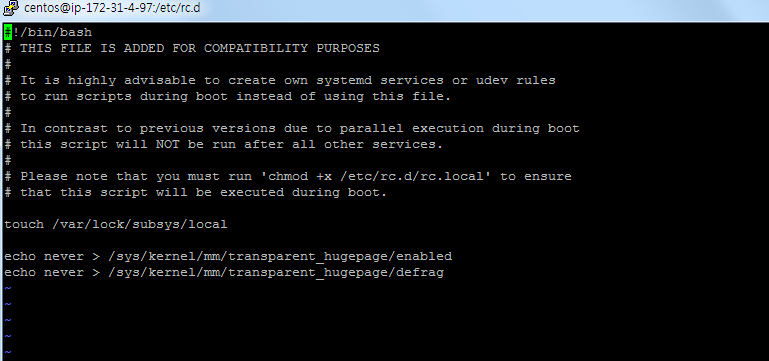 centos@ip-172-31-4-97:/etc/rc.d
#!/bin/bash
# THIS FILE IS ADDED FOR COMPATIBILITY PURPOSES
#
# It is highly advisable to create own systemd services or udev rules
# to run scripts during boot instead of using this file.
#
# In contrast to previous versions due to parallel execution during boot
# this script will NOT be run after all other services.
#
# Please note that you must run 'chmod +x /etc/rc.d/rc.local' to ensure
# that this script will be executed during boot.
touch /var/lock/subsys/local
echo never > /sys/kernel/mm/transparent_hugepage/enabled
echo never > /sys/kernel/mm/transparent_hugepage/defrag
~
~
~
~
~